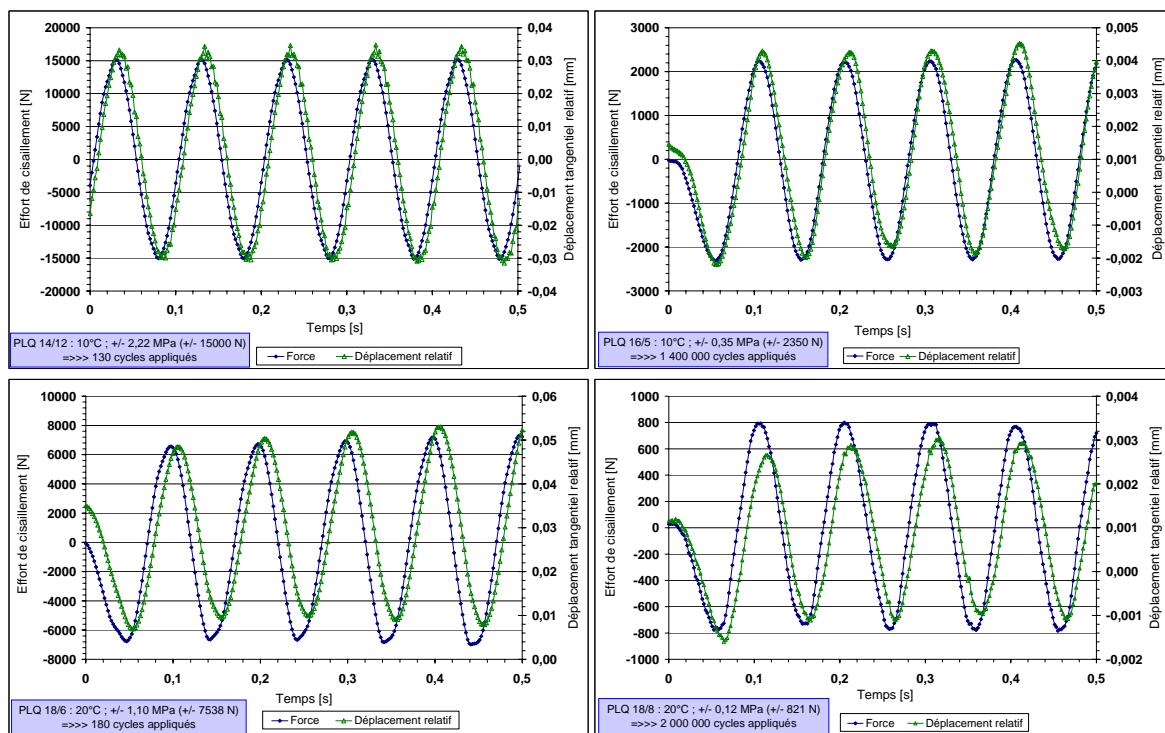 20000
15000
10000
5000
0
-5000
-10000
-15000
-20000
Effort de cisaillement [N]
0,04
0,03
0,02
0,01
0,00
-0,01
-0,02
-0,03
-0,04
Déplacement tangentiel relatif [mm]
0 0,1 0,2 0,3 0,4 0,5
Temps [s]
PLQ 14/12 : 10°C ; +/- 2,22 MPa (+/- 15000 N)
=>>> 130 cycles appliqués
Force Déplacement relatif
3000
2000
1000
0
-1000
-2000
-3000
Effort de cisaillement [N]
0,005
0,004
0,003
0,002
0,001
0,000
-0,001
-0,002
-0,003
Déplacement tangentiel relatif [mm]
0 0,1 0,2 0,3 0,4 0,5
Temps [s]
PLQ 16/5 : 10°C ; +/- 0,35 MPa (+/- 2350 N)
=>>> 1 400 000 cycles appliqués
Force Déplacement relatif
10000
8000
6000
4000
2000
0
-2000
-4000
-6000
-8000
Effort de cisaillement [N]
0,06
0,05
0,04
0,03
0,02
0,01
0,00
Déplacement tangentiel relatif [mm]
0 0,1 0,2 0,3 0,4 0,5
Temps [s]
PLQ 18/6 : 20°C ; +/- 1,10 MPa (+/- 7538 N)
=>>> 180 cycles appliqués
Force Déplacement relatif
1000
800
600
400
200
0
-200
-400
-600
-800
-1000
Effort de cisaillement [N]
0,004
0,003
0,002
0,001
0,000
-0,001
-0,002
Déplacement tangentiel relatif [mm]
0 0,1 0,2 0,3 0,4 0,5
Temps [s]
PLQ 18/8 : 20°C ; +/- 0,12 MPa (+/- 821 N)
=>>> 2 000 000 cycles appliqués
Force Déplacement relatif